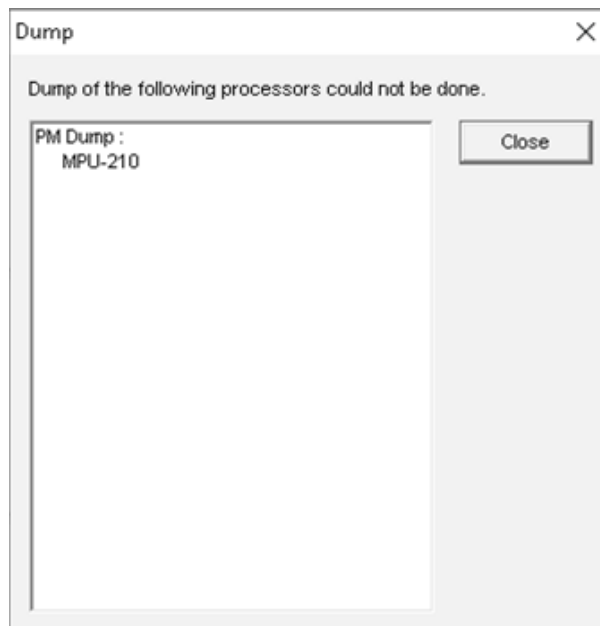 Dump
Dump of the following processors could not be done.
PM Dump :
MPU-210
Close